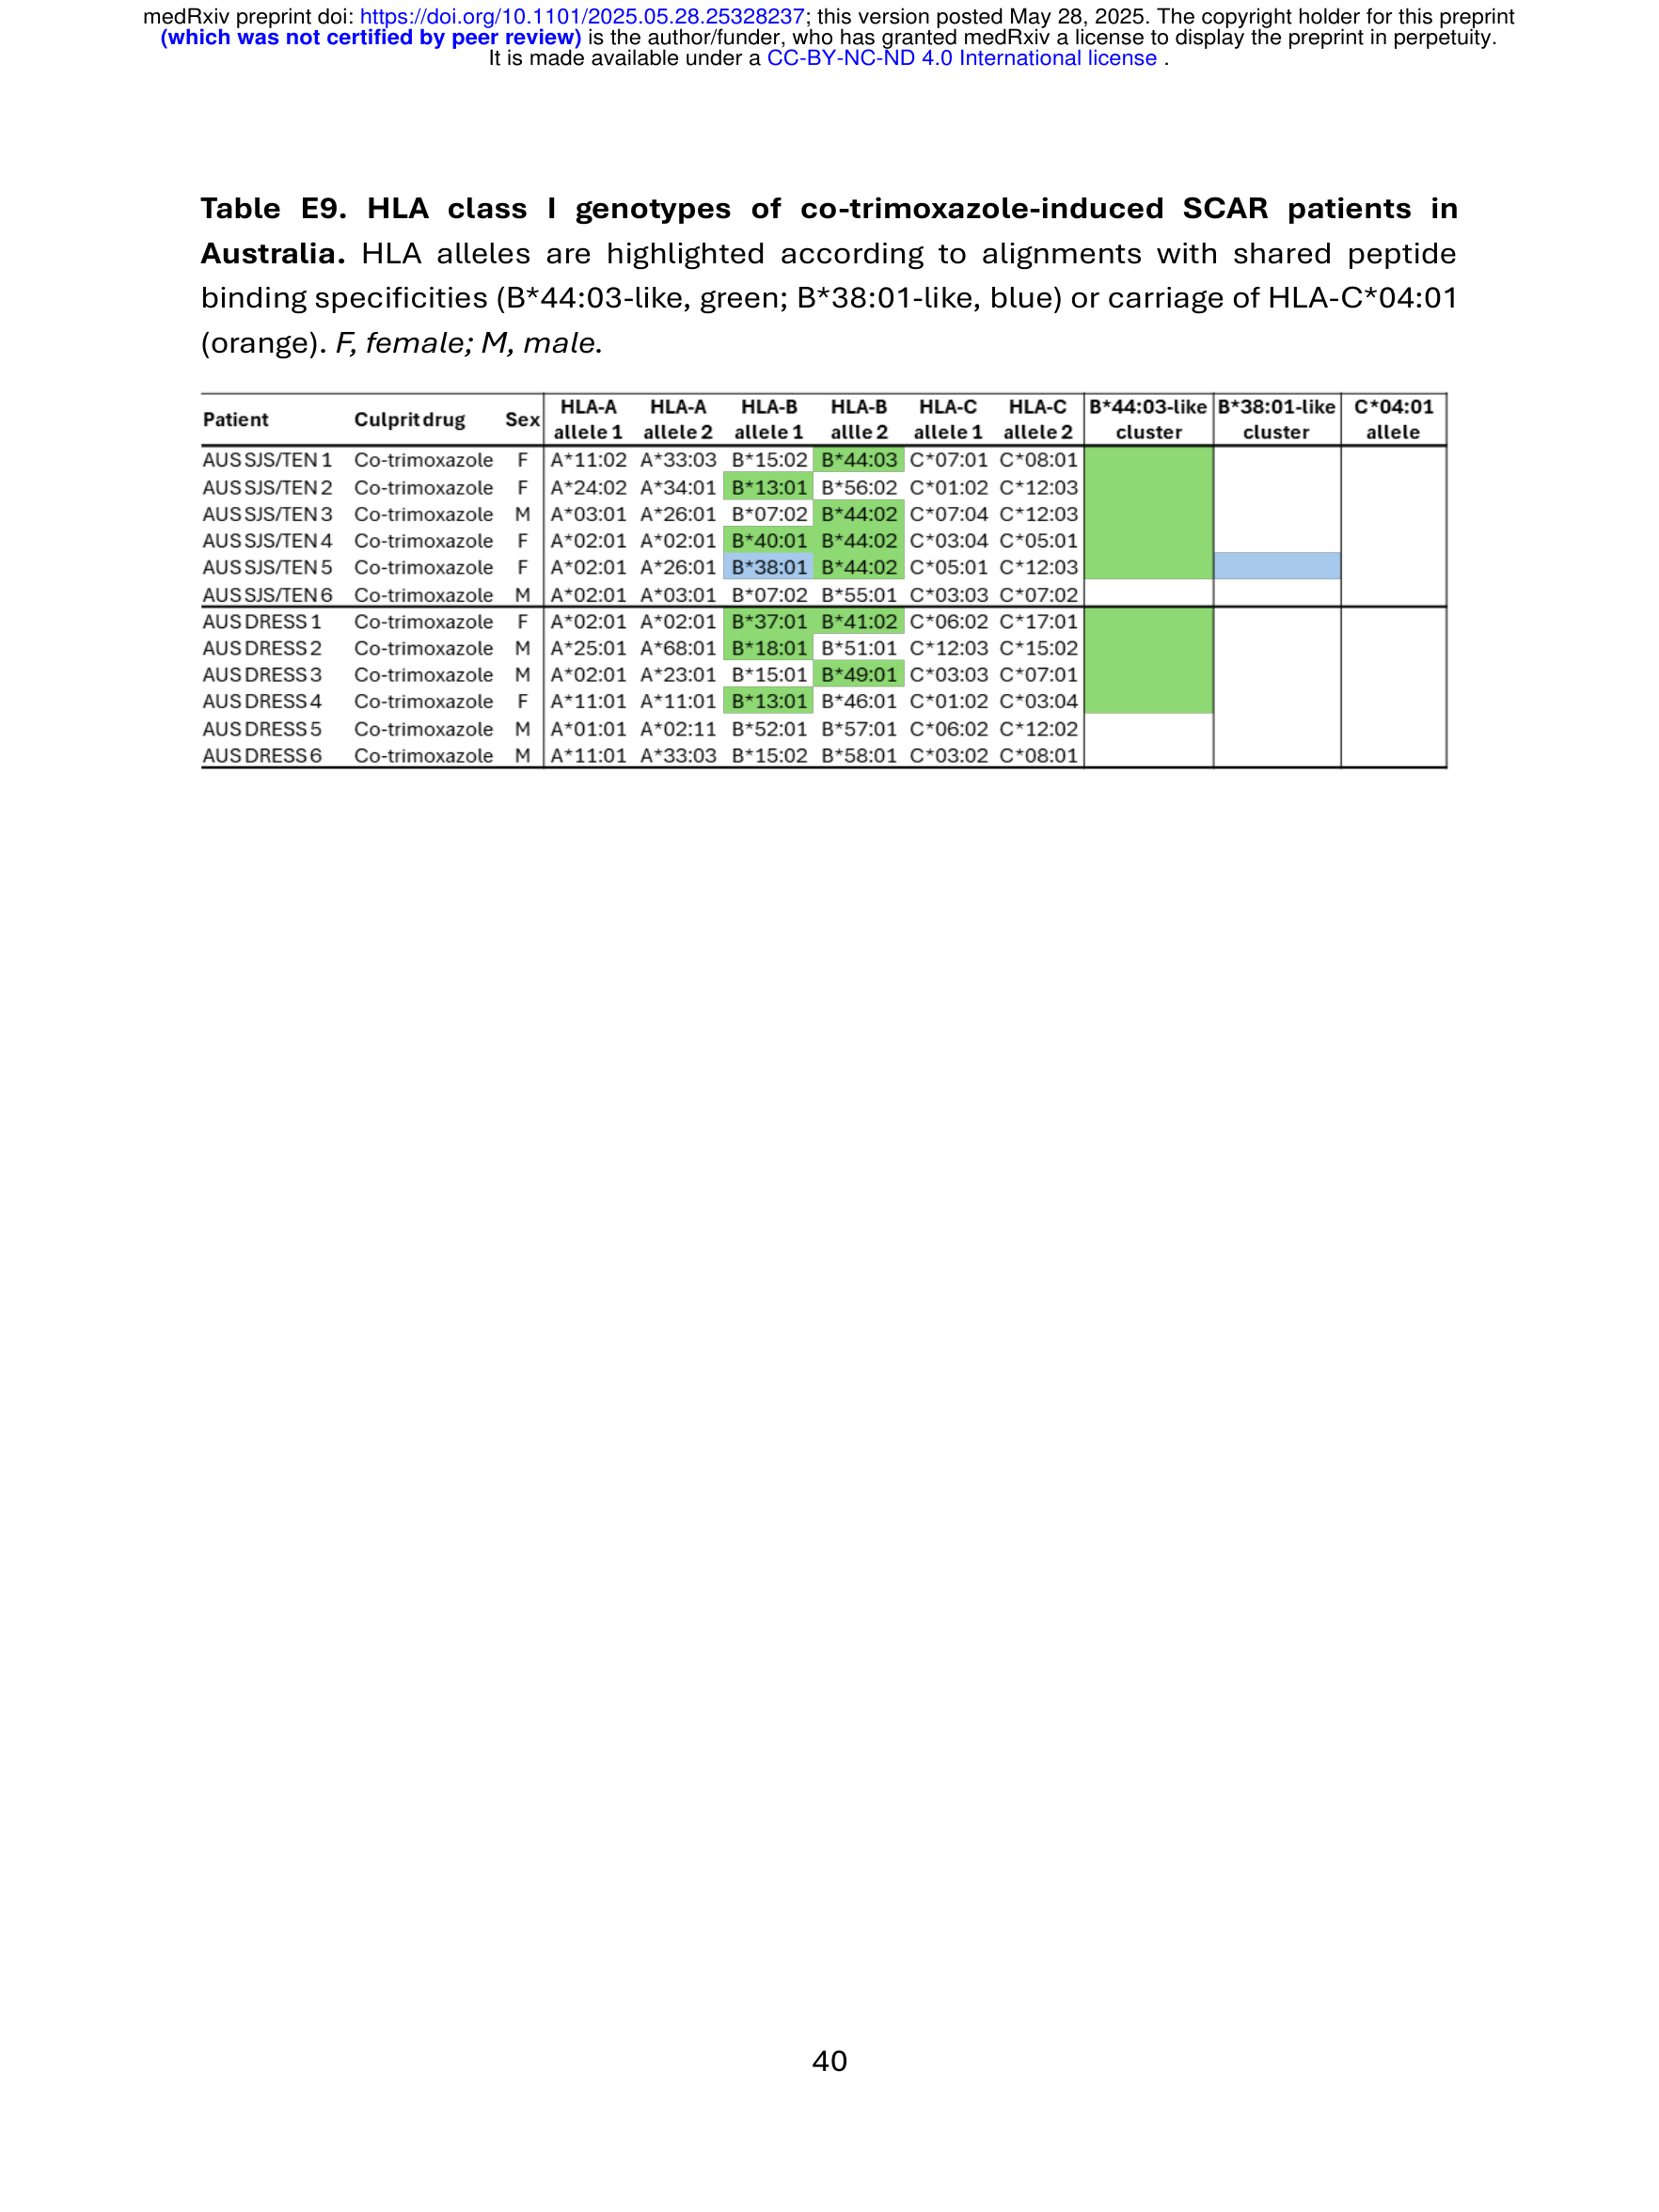 medRxiv preprint doi: https://doi.org/10.1101/2025.05.28.25328237; this version posted May 28, 2025. The copyright holder for this preprint
(which was not certified by peer review) is the author/funder, who has granted medRxiv a license to display the preprint in perpetuity.
It is made available under a CC-BY-NC-ND 4.0 International license .
Table E9. HLA class I genotypes of co-trimoxazole-induced SCAR patients in
Australia. HLA alleles are highlighted according to alignments with shared peptide
binding specificities (B*44:03-like, green; B*38:01-like, blue) or carriage of HLA-C*04:01
(orange). F, female; M, male.
Patient Culprit drug Sex HLA-A allele 1 HLA-A allele 2 HLA-B allele 1 HLA-B allle 2 HLA-C allele 1 HLA-C allele 2 B*44:03-like cluster B*38:01-like cluster C*04:01 allele
AUS SJS/TEN 1 Co-trimoxazole F A*11:02 A*33:03 B*15:02 B*44:03 C*07:01 C*08:01
AUS SJS/TEN 2 Co-trimoxazole F A*24:02 A*34:01 B*13:01 B*56:02 C*01:02 C*12:03
AUS SJS/TEN 3 Co-trimoxazole M A*03:01 A*26:01 B*07:02 B*44:02 C*07:04 C*12:03
AUS SJS/TEN 4 Co-trimoxazole F A*02:01 A*02:01 B*40:01 B*44:02 C*03:04 C*05:01
AUS SJS/TEN 5 Co-trimoxazole F A*02:01 A*26:01 B*38:01 B*44:02 C*05:01 C*12:03
AUS SJS/TEN 6 Co-trimoxazole M A*02:01 A*03:01 B*07:02 B*55:01 C*03:03 C*07:02
AUS DRESS 1 Co-trimoxazole F A*02:01 A*02:01 B*37:01 B*41:02 C*06:02 C*17:01
AUS DRESS 2 Co-trimoxazole M A*25:01 A*68:01 B*18:01 B*51:01 C*12:03 C*15:02
AUS DRESS 3 Co-trimoxazole M A*02:01 A*23:01 B*15:01 B*49:01 C*03:03 C*07:01
AUS DRESS 4 Co-trimoxazole F A*11:01 A*11:01 B*13:01 B*46:01 C*01:02 C*03:04
AUS DRESS 5 Co-trimoxazole M A*01:01 A*02:11 B*52:01 B*57:01 C*06:02 C*12:02
AUS DRESS 6 Co-trimoxazole M A*11:01 A*33:03 B*15:02 B*58:01 C*03:02 C*08:01
40